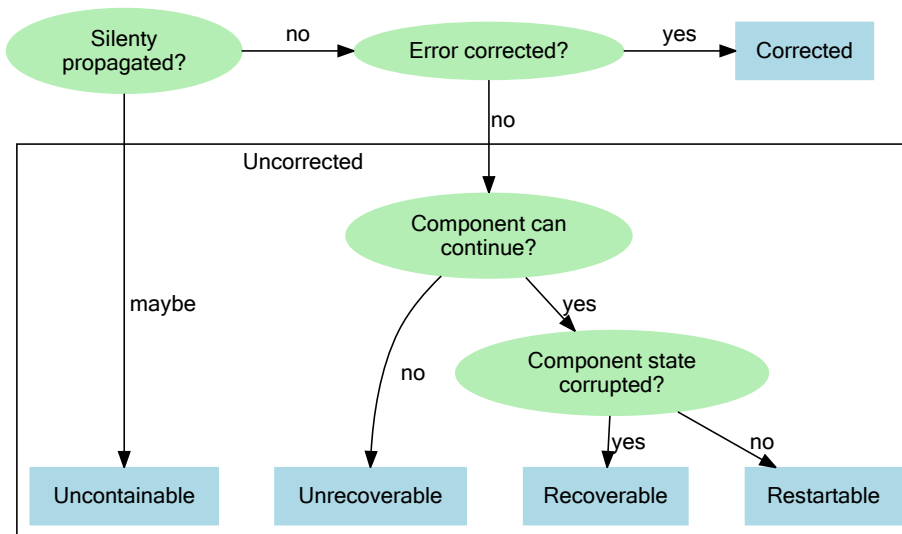 Silenty
propagated?
no
Error corrected?
yes
Corrected
no
Uncorrected
Component can
continue?
maybe
yes
no
Component state
corrupted?
yes
no
Uncontainable
Unrecoverable
Recoverable
Restartable